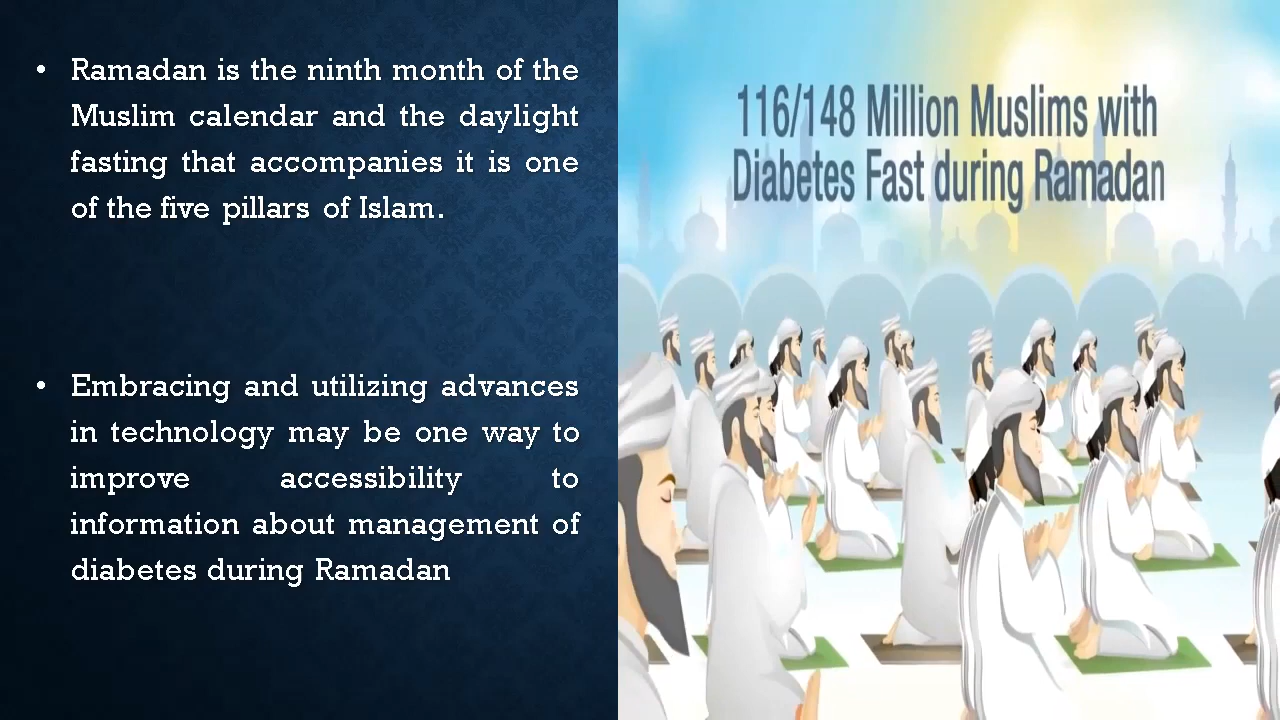 • Ramadan is the ninth month of the
Muslim calendar and the daylight
fasting that accompanies it is one
of the five pillars of Islam.
• Embracing and utilizing advances
in technology may be one way to
improve accessibility to
information about management of
diabetes during Ramadan
116/148 Million Muslims with
Diabetes Fast during Ramadan